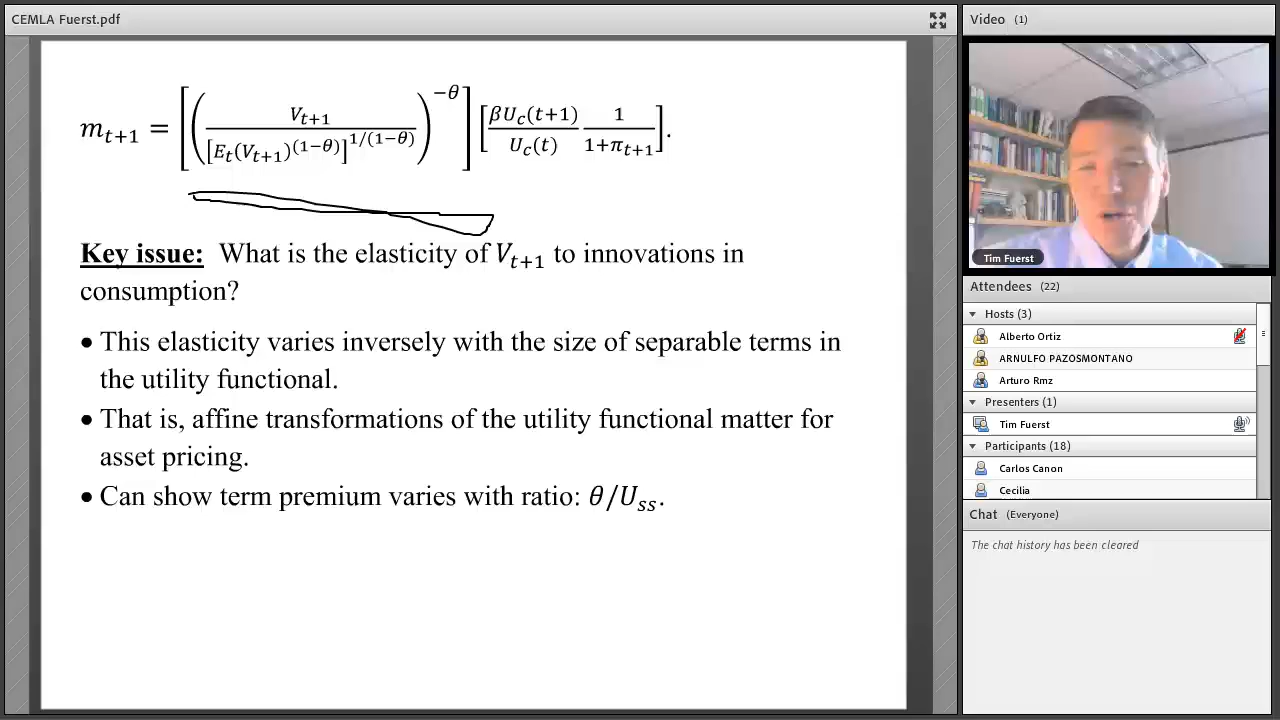 CEMLA Fuerst.pdf
m_{t+1} = [(V_{t+1} / [E_t(V_{t+1})^{(1−θ)}]^{1/(1−θ)})^{−θ}] [βU_c(t+1) / U_c(t) 1 / 1+π_{t+1}].
Key issue: What is the elasticity of V_{t+1} to innovations in
consumption?
• This elasticity varies inversely with the size of separable terms in
the utility functional.
• That is, affine transformations of the utility functional matter for
asset pricing.
• Can show term premium varies with ratio: θ/U_{ss}.
Video (1)
Tim Fuerst
Attendees (22)
Hosts (3)
Alberto Ortiz
ARNULFO PAZOSMONTANO
Arturo Rmz
Presenters (1)
Tim Fuerst
Participants (18)
Carlos Canon
Cecilia
Chat (Everyone)
The chat history has been cleared